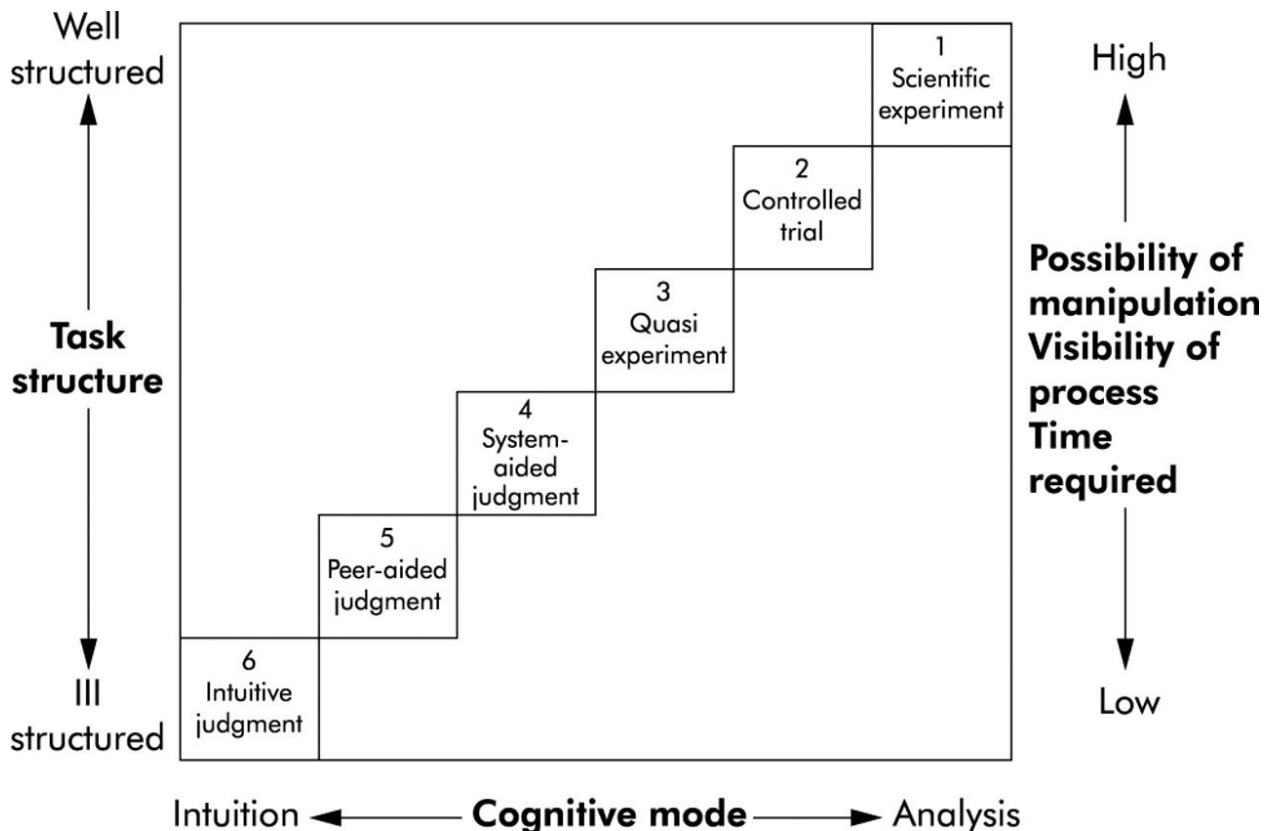 Well
structured
Task
structure
Ill
structured
1
Scientific
experiment
2
Controlled
trial
3
Quasi
experiment
4
System-
aided
judgment
5
Peer-aided
judgment
6
Intuitive
judgment
High
Possibility of
manipulation
Visibility of
process
Time
required
Low
Intuition
Cognitive mode
Analysis